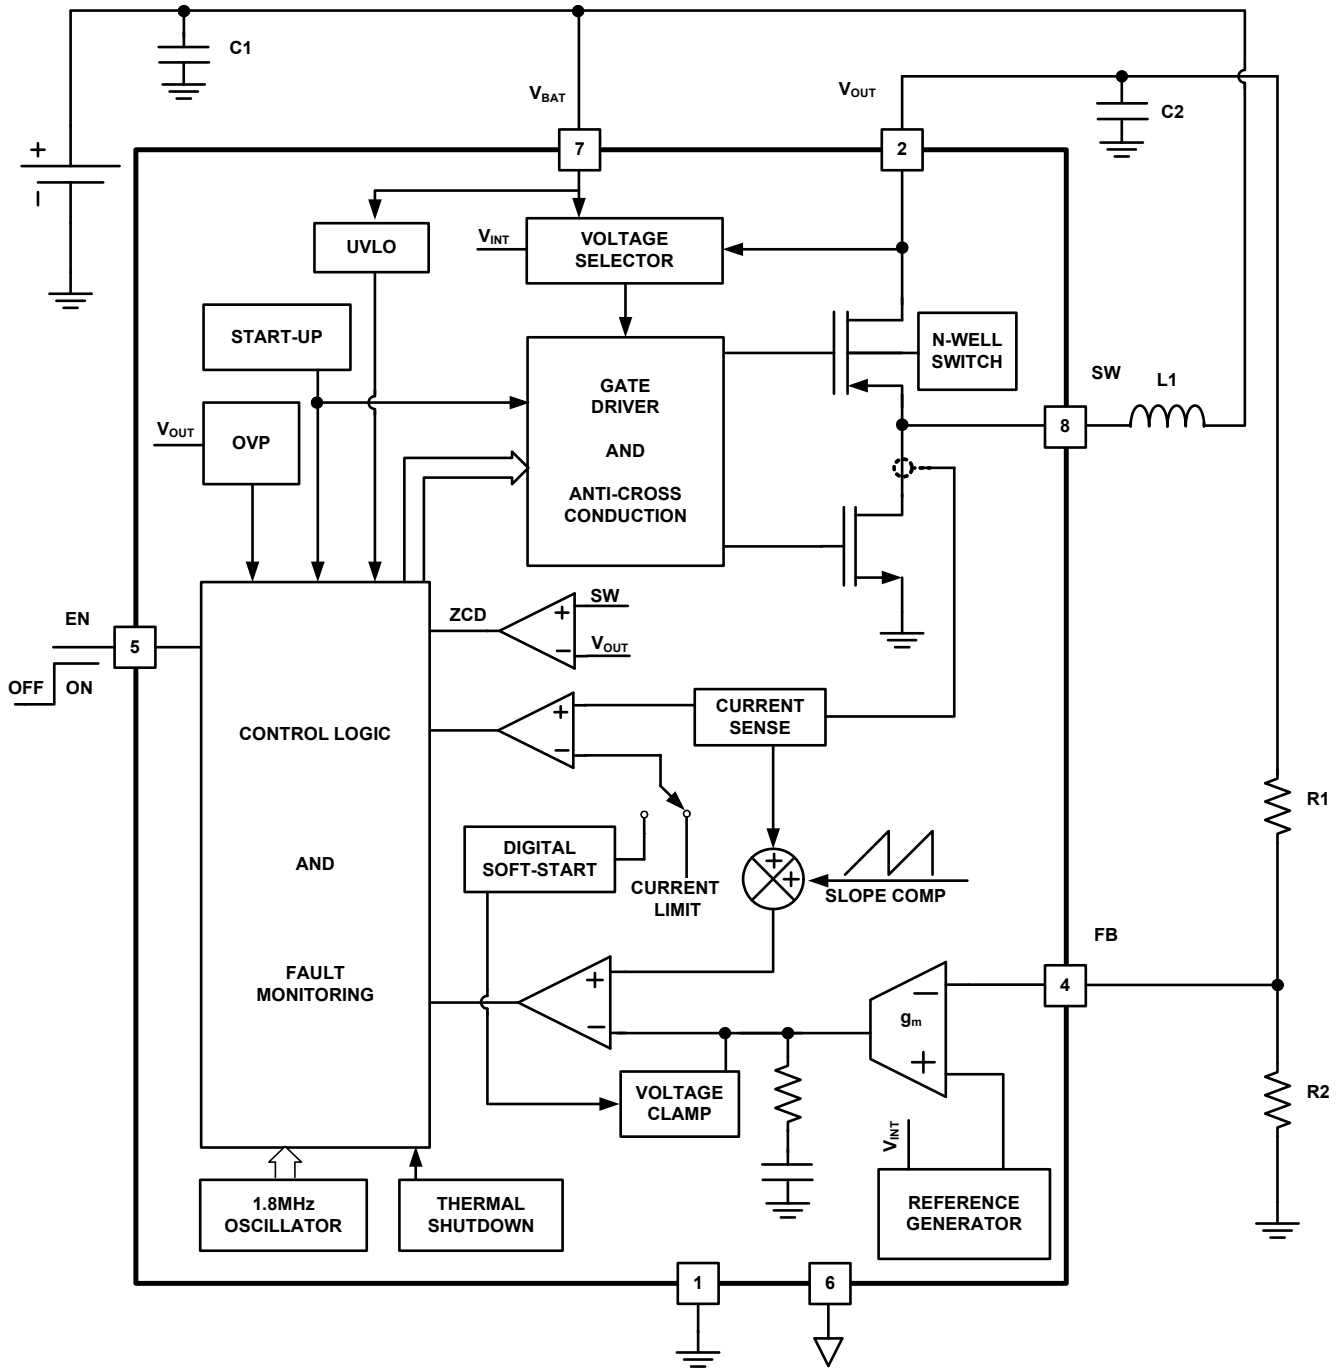 C1
VBAT
VOUT
C2
+
7
2
–
UVLO
VINT
VOLTAGE
SELECTOR
START-UP
N-WELL
SWITCH
GATE
DRIVER
AND
ANTI-CROSS
CONDUCTION
SW
L1
8
VOUT
OVP
EN
5
OFF
ON
ZCD
+
–
SW
VOUT
CONTROL LOGIC
AND
FAULT
MONITORING
+
–
CURRENT
SENSE
R1
DIGITAL
SOFT-START
CURRENT
LIMIT
+
+
SLOPE COMP
FB
4
+
–
–
gm
+
VOLTAGE
CLAMP
R2
VINT
1.8MHz
OSCILLATOR
THERMAL
SHUTDOWN
REFERENCE
GENERATOR
1
6